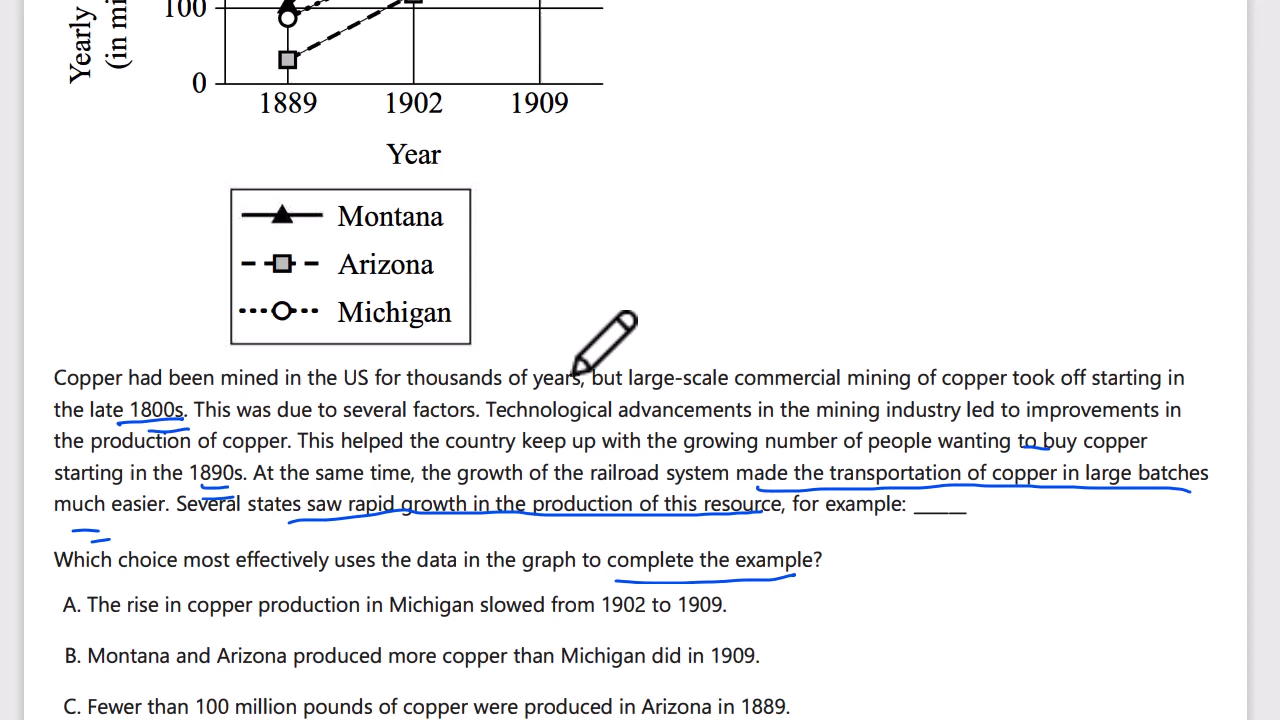 Yearly
(in mi
100
0
1889 1902 1909
Year
Montana
Arizona
Michigan
Copper had been mined in the US for thousands of years, but large-scale commercial mining of copper took off starting in
the late 1800s. This was due to several factors. Technological advancements in the mining industry led to improvements in
the production of copper. This helped the country keep up with the growing number of people wanting to buy copper
starting in the 1890s. At the same time, the growth of the railroad system made the transportation of copper in large batches
much easier. Several states saw rapid growth in the production of this resource, for example: _____
Which choice most effectively uses the data in the graph to complete the example?
A. The rise in copper production in Michigan slowed from 1902 to 1909.
B. Montana and Arizona produced more copper than Michigan did in 1909.
C. Fewer than 100 million pounds of copper were produced in Arizona in 1889.